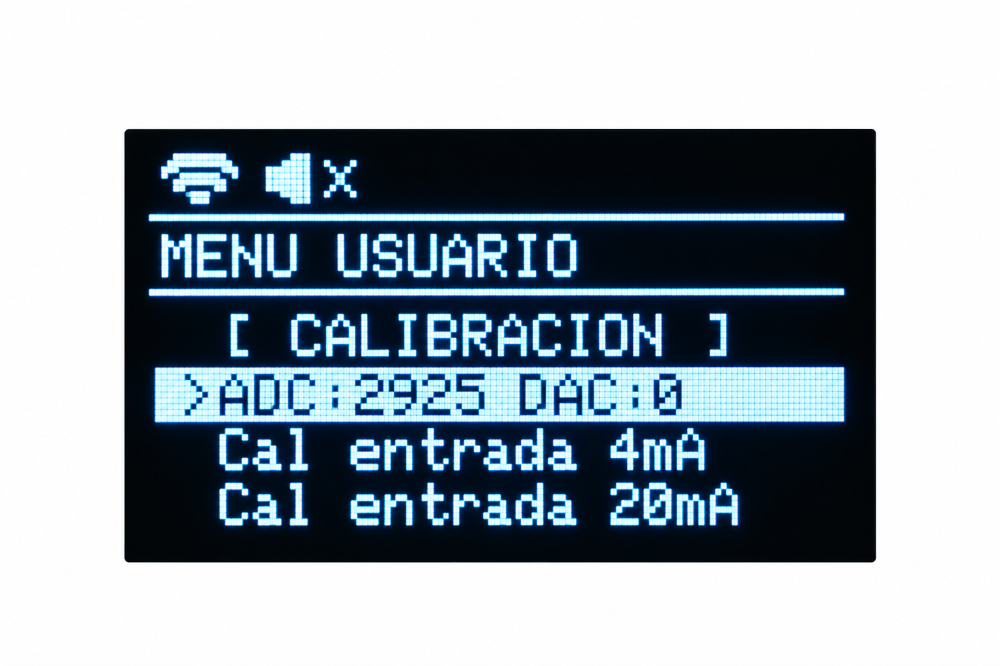 MENU USUARIO
[ CALIBRACION ]
>ADC:2925 DAC:0
Cal entrada 4mA
Cal entrada 20mA